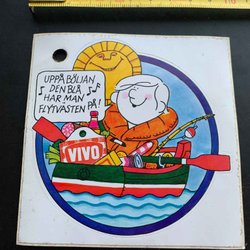 UPPÅ BÖLJAN
DEN BLÅ
HAR MAN
FLYTVÄSTEN
PÅ!
VIVO